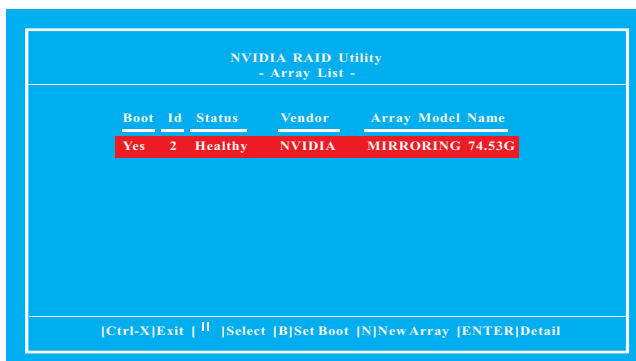 NVIDIA RAID Utility
- Array List -
Boot Id Status Vendor Array Model Name
Yes 2 Healthy NVIDIA MIRRORING 74.53G
[Ctrl-X]Exit [ ]Select [B]Set Boot [N]New Array [ENTER]Detail